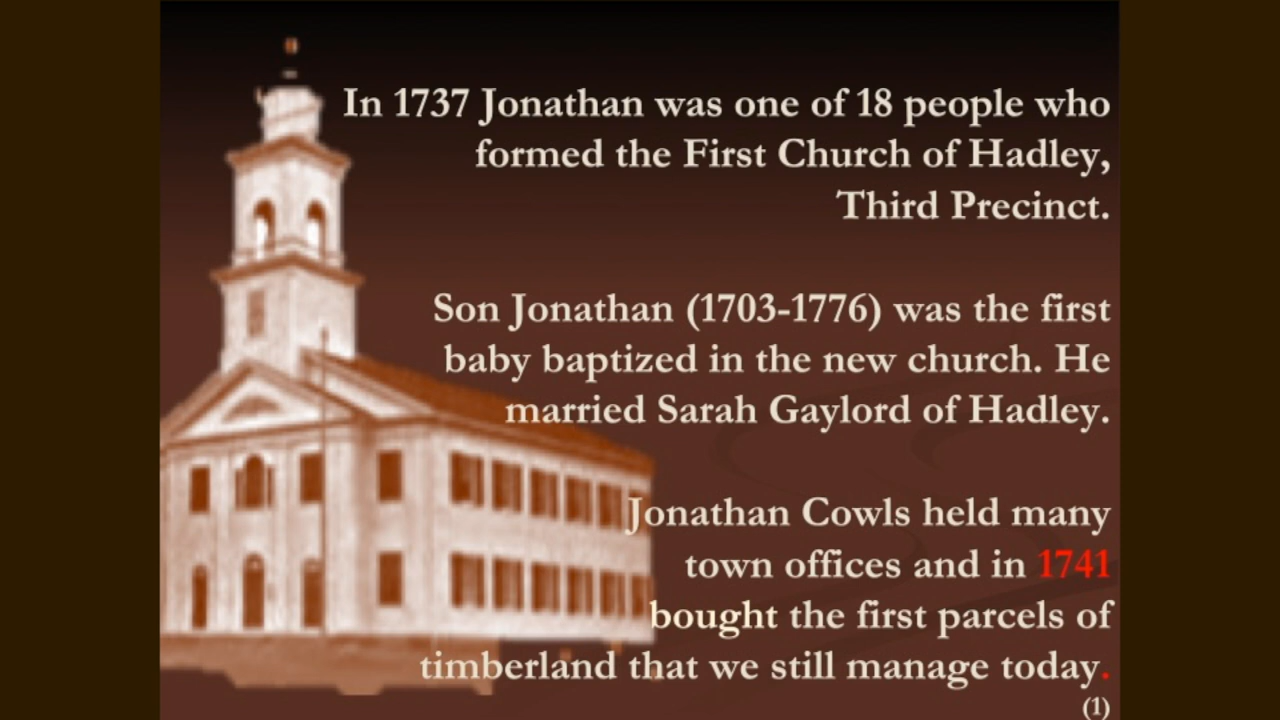 In 1737 Jonathan was one of 18 people who
formed the First Church of Hadley,
Third Precinct.
Son Jonathan (1703-1776) was the first
baby baptized in the new church. He
married Sarah Gaylord of Hadley.
Jonathan Cowls held many
town offices and in 1741
bought the first parcels of
timberland that we still manage today.
(1)